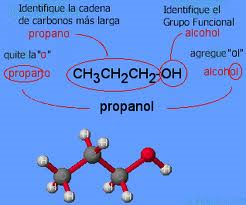 Identifique la cadena
de carbonos más larga
propano
Identifique el
Grupo Funcional
alcohol
quite la "o"
propano
CH3CH2CH2OH
agregue "ol"
alcohol
propanol